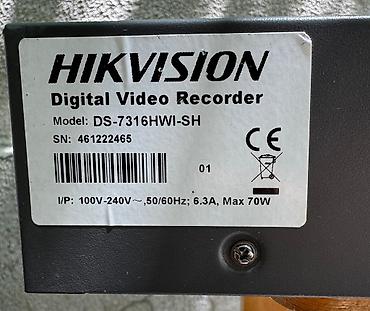 HIKVISION
Digital Video Recorder
Model: DS-7316HWI-SH
SN: 461222465
CE
01
I/P: 100V-240V～,50/60Hz; 6.3A, Max 70W